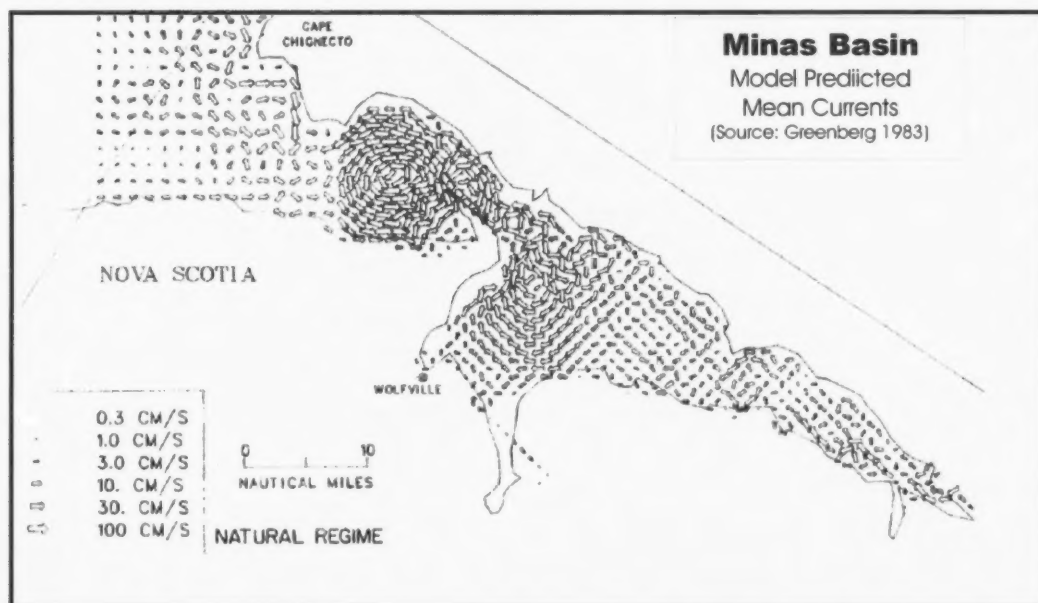 CAPE
CHIGNECTO
Minas Basin
Model Prediicted
Mean Currents
(Source: Greenberg 1983)
NOVA SCOTIA
WOLFVILLE
0.3 CM/S
1.0 CM/S
3.0 CM/S
10. CM/S
30. CM/S
100 CM/S
0 10
NAUTICAL MILES
NATURAL REGIME